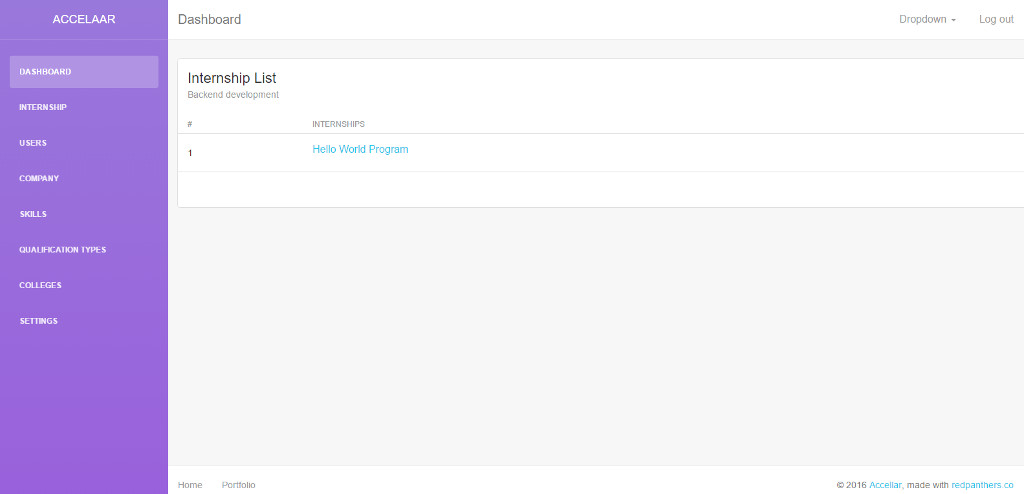 ACCELAAR
DASHBOARD
INTERNSHIP
USERS
COMPANY
SKILLS
QUALIFICATION TYPES
COLLEGES
SETTINGS
Dashboard
Dropdown
Log out
Internship List
Backend development
# INTERNSHIPS
1 Hello World Program
Home Portfolio
© 2016 Accellar, made with redpanthers.co